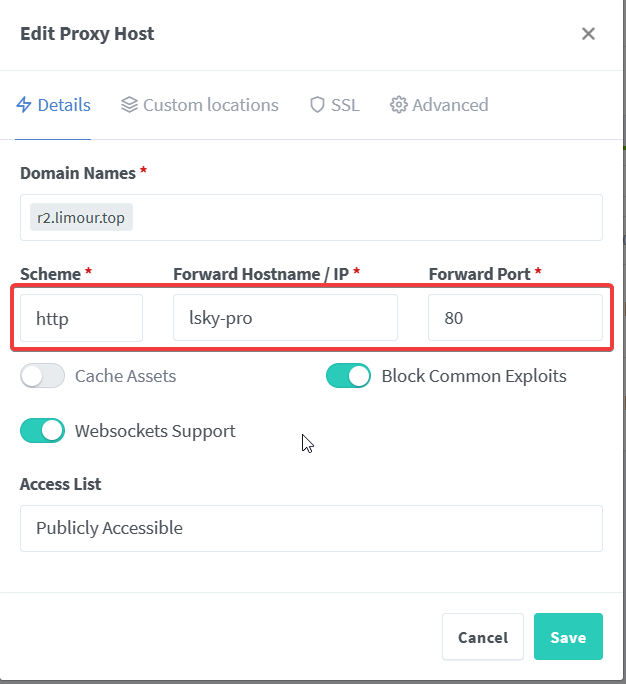 Edit Proxy Host
Details Custom locations SSL Advanced
Domain Names *
r2.limour.top
Scheme * Forward Hostname / IP * Forward Port *
http lsky-pro 80
Cache Assets Block Common Exploits
Websockets Support
Access List
Publicly Accessible
Cancel Save